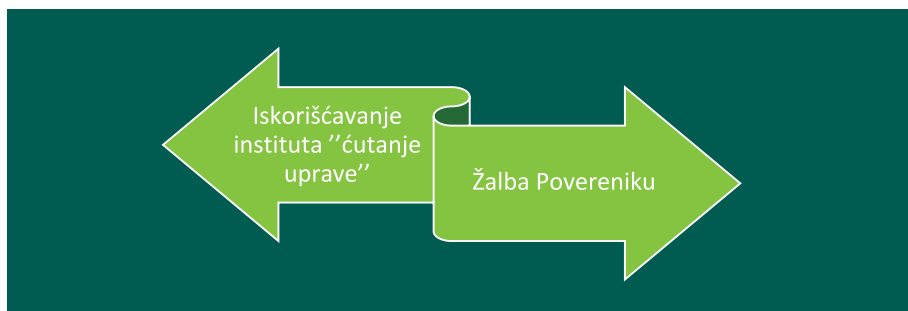 Iskorišćavanje
instituta ’’ćutanje
uprave’’
Žalba Povereniku